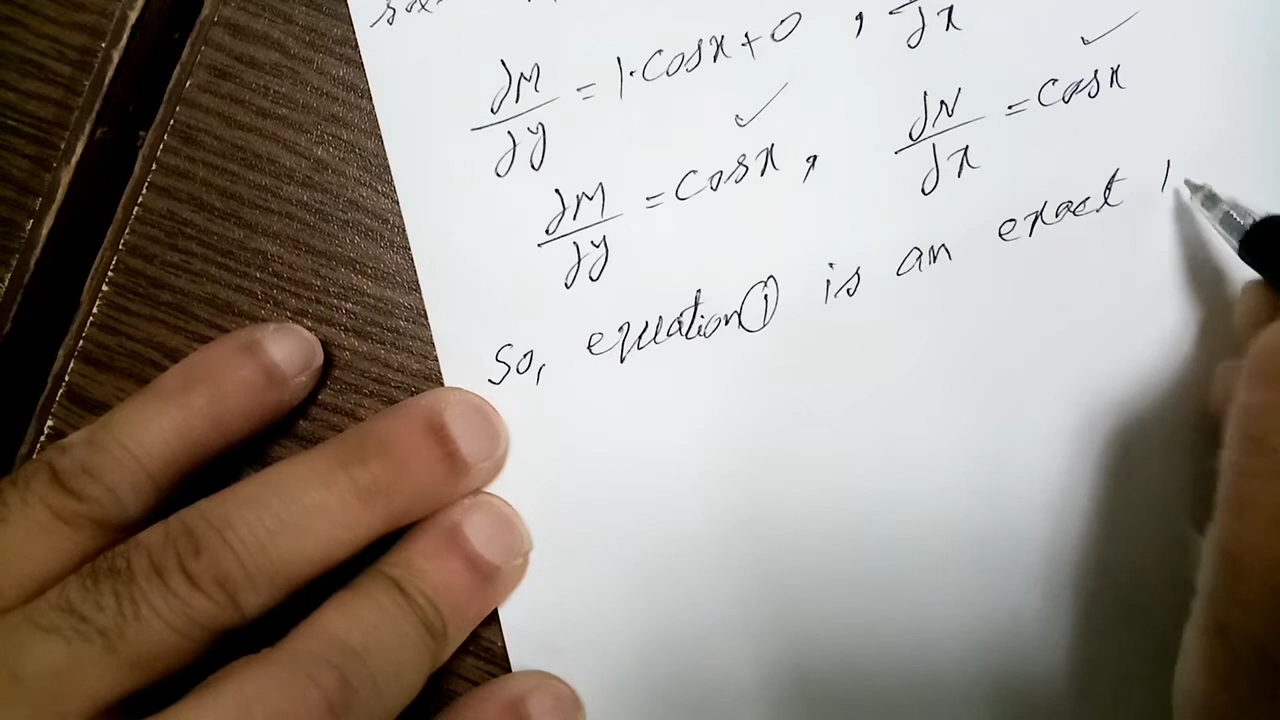 ∂M/∂y = 1·cosx + 0 , /∂x
∂M/∂y = cosx , ∂N/∂x = cosx
So, equation① is an exact